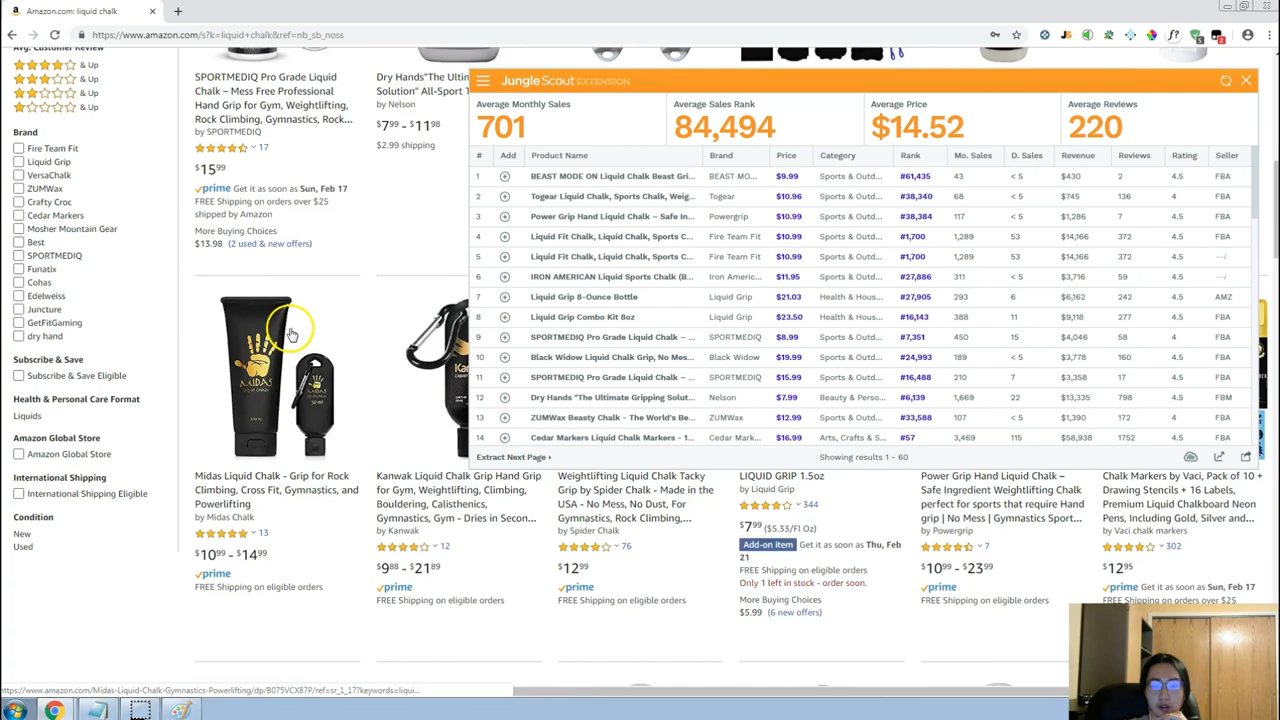 Amazon.com: liquid chalk
https://www.amazon.com/s?k=liquid+chalk&ref=nb_sb_noss
Avg. Customer Review
& Up
& Up
& Up
& Up
Brand
Fire Team Fit
Liquid Grip
VersaChalk
ZUMWax
Crafty Croc
Cedar Markers
Mosher Mountain Gear
Best
SPORTMEDIQ
Funatix
Cohas
Edelweiss
Juncture
GetFitGaming
dry hand
Subscribe & Save
Subscribe & Save Eligible
Health & Personal Care Format
Liquids
Amazon Global Store
Amazon Global Store
International Shipping
International Shipping Eligible
Condition
New
Used
SPORTMEDIQ Pro Grade Liquid
Chalk – Mess Free Professional
Hand Grip for Gym, Weightlifting,
Rock Climbing, Gymnastics, Rock...
by SPORTMEDIQ
17
$15 99
prime Get it as soon as Sun, Feb 17
FREE Shipping on orders over $25
shipped by Amazon
More Buying Choices
$13.98 (2 used & new offers)
Dry Hands"The Ultim
Solution" All-Sport T
by Nelson
$7 99 - $11 98
$2.99 shipping
Jungle Scout EXTENSION
Average Monthly Sales Average Sales Rank Average Price Average Reviews
701 84,494 $14.52 220
# Add Product Name Brand Price Category Rank Mo. Sales D. Sales Revenue Reviews Rating Seller
1 BEAST MODE ON Liquid Chalk Beast Gri... BEAST MO... $9.99 Sports & Outd... #61,435 43 < 5 $430 2 4.5 FBA
2 Togear Liquid Chalk, Sports Chalk, Weig... Togear $10.96 Sports & Outd... #38,340 68 < 5 $745 136 4 FBA
3 Power Grip Hand Liquid Chalk – Safe In... Powergrip $10.99 Sports & Outd... #38,384 117 < 5 $1,286 7 4.5 FBA
4 Liquid Fit Chalk, Liquid Chalk, Sports C... Fire Team Fit $10.99 Sports & Outd... #1,700 1,289 53 $14,166 372 4.5 FBA
5 Liquid Fit Chalk, Liquid Chalk, Sports C... Fire Team Fit $10.99 Sports & Outd... #1,700 1,289 53 $14,166 372 4.5
6 IRON AMERICAN Liquid Sports Chalk (B... Iron Americ... $11.95 Sports & Outd... #27,886 311 < 5 $3,716 59 4.5
7 Liquid Grip 8-Ounce Bottle Liquid Grip $21.03 Health & Hous... #27,905 293 6 $6,162 242 4.5 AMZ
8 Liquid Grip Combo Kit 8oz Liquid Grip $23.50 Health & Hous... #16,143 388 11 $9,118 277 4.5 FBA
9 SPORTMEDIQ Pro Grade Liquid Chalk – ... SPORTMEDIQ $8.99 Sports & Outd... #7,351 450 15 $4,046 58 4 FBA
10 Black Widow Liquid Chalk Grip, No Mes... Black Widow $19.99 Sports & Outd... #24,993 189 < 5 $3,778 160 4.5 FBA
11 SPORTMEDIQ Pro Grade Liquid Chalk – ... SPORTMEDIQ $15.99 Sports & Outd... #16,488 210 7 $3,358 17 4.5 FBA
12 Dry Hands "The Ultimate Gripping Solut... Nelson $7.99 Beauty & Perso... #6,139 1,669 22 $13,335 798 4.5 FBM
13 ZUMWax Beasty Chalk - The World's Be... ZUMWax $12.99 Sports & Outd... #33,588 107 < 5 $1,390 172 4 FBA
14 Cedar Markers Liquid Chalk Markers - 1... Cedar Mark... $16.99 Arts, Crafts & S... #57 3,469 115 $58,938 1752 4.5 FBA
Extract Next Page Showing results 1 - 60
MIDAS
LIQUID CHALK
MIDAS
Ka
Midas Liquid Chalk - Grip for Rock
Climbing, Cross Fit, Gymnastics, and
Powerlifting
by Midas Chalk
13
$10 99 - $14 99
prime
FREE Shipping on eligible orders
Kanwak Liquid Chalk Hand Grip
for Gym, Weightlifting, Climbing,
Bouldering, Calisthenics,
Gymnastics, Gym - Dries in Secon...
by Kanwak
12
$9 88 - $21 89
prime
FREE Shipping on eligible orders
Weightlifting Liquid Chalk Tacky
Grip by Spider Chalk - Made in the
USA - No Mess, No Dust, For
Gymnastics, Rock Climbing,...
by Spider Chalk
76
$12 99
prime
FREE Shipping on eligible orders
LIQUID GRIP 1.5oz
by Liquid Grip
344
$7 99 ($5.33/Fl Oz)
Add-on item Get it as soon as Thu, Feb
21
FREE Shipping on eligible orders
Only 1 left in stock - order soon.
More Buying Choices
$5.99 (6 new offers)
Power Grip Hand Liquid Chalk –
Safe Ingredient Weightlifting Chalk
perfect for sports that require Hand
grip | No Mess | Gymnastics Sport...
by Powergrip
7
$10 99 - $23 99
prime
FREE Shipping on eligible orders
Chalk Markers by Vaci, Pack of 10 +
Drawing Stencils + 16 Labels,
Premium Liquid Chalkboard Neon
Pens, Including Gold, Silver and...
by Vaci chalk markers
302
$12 95
prime Get it as soon as Sun, Feb 17
FREE Shipping on orders over $25
https://www.amazon.com/Midas-Liquid-Chalk-Gymnastics-Powerlifting/dp/B075VCX87P/ref=sr_1_17?keywords=liqui...